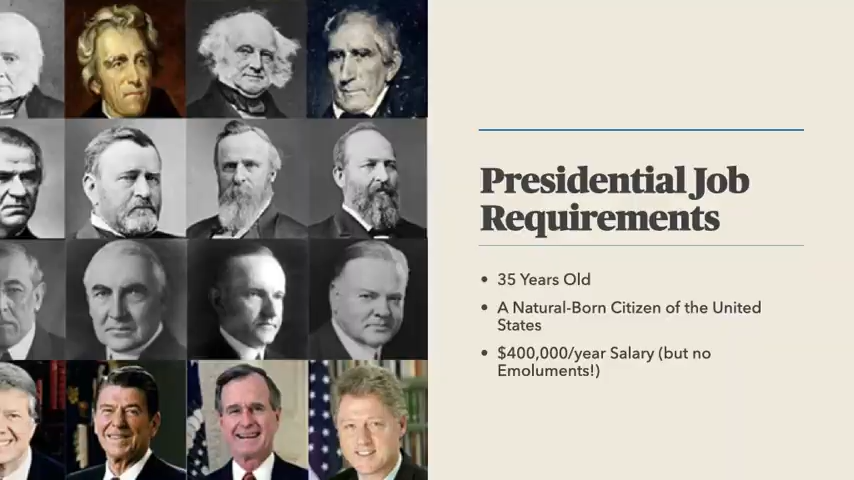 Presidential Job
Requirements
• 35 Years Old
• A Natural-Born Citizen of the United
States
• $400,000/year Salary (but no
Emoluments!)